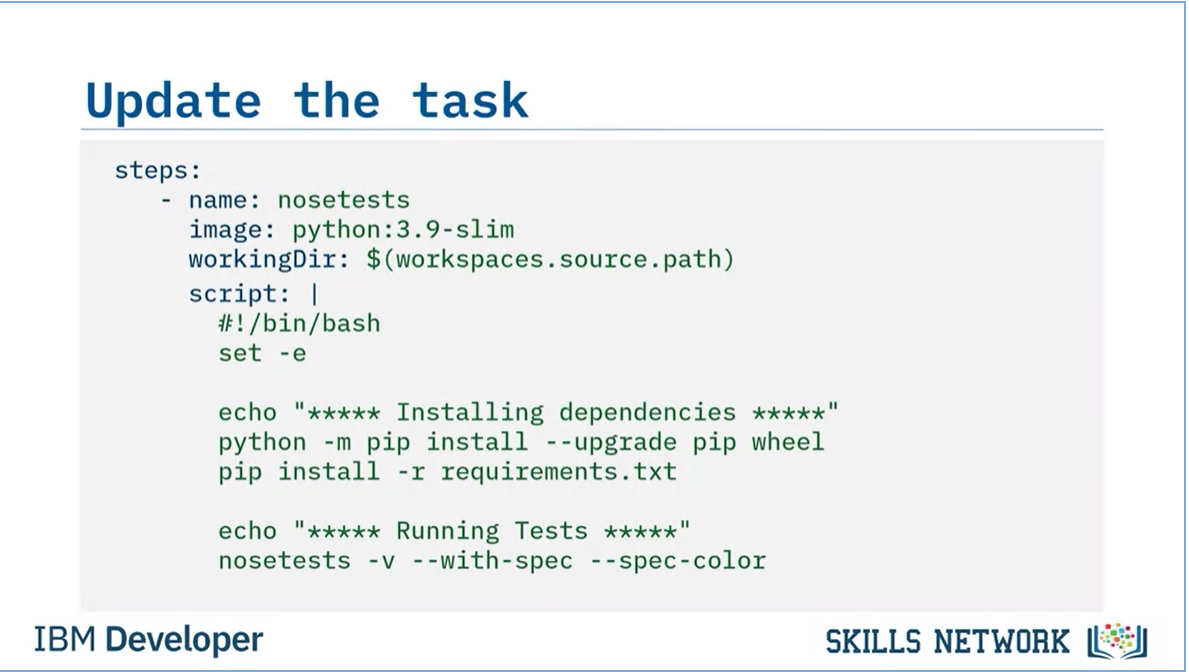 Update the task
steps:
- name: nosetests
image: python:3.9-slim
workingDir: $(workspaces.source.path)
script: |
#!/bin/bash
set -e
echo "***** Installing dependencies *****"
python -m pip install --upgrade pip wheel
pip install -r requirements.txt
echo "***** Running Tests *****"
nosetests -v --with-spec --spec-color
IBM Developer
SKILLS NETWORK